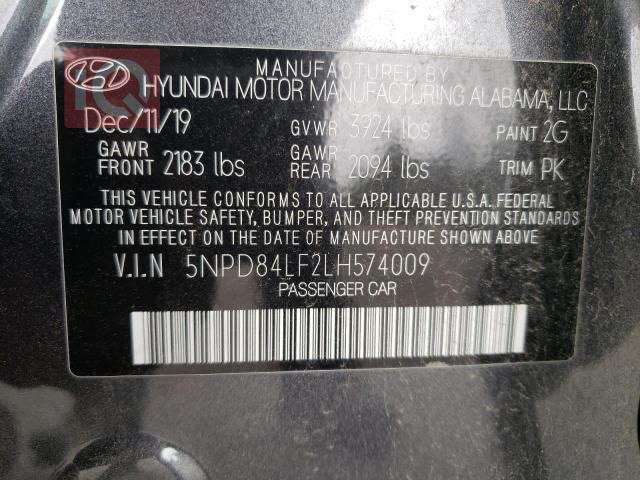 MANUFACTURED BY
HYUNDAI MOTOR MANUFACTURING ALABAMA, LLC
Dec/11/19 GVWR 3924 lbs PAINT 2G
GAWR FRONT 2183 lbs GAWR REAR 2094 lbs TRIM PK
THIS VEHICLE CONFORMS TO ALL APPLICABLE U.S.A. FEDERAL
MOTOR VEHICLE SAFETY, BUMPER, AND THEFT PREVENTION STANDARDS
IN EFFECT ON THE DATE OF MANUFACTURE SHOWN ABOVE.
V.I.N 5NPD84LF2LH574009
PASSENGER CAR